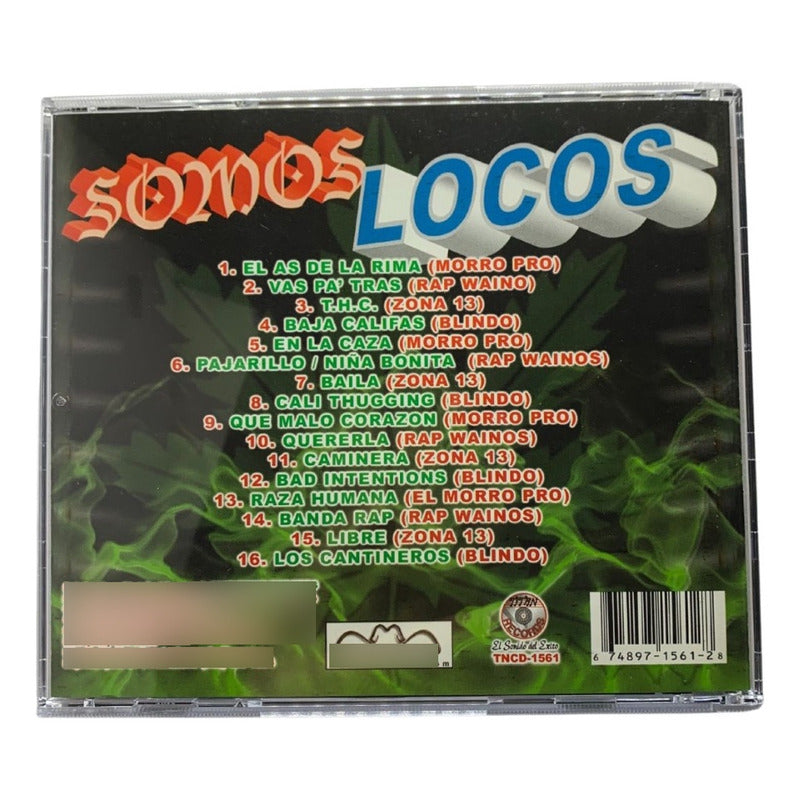 SOMOS LOCOS
1. EL AS DE LA RIMA (MORRO PRO)
2. VAS PA' TRAS (RAP WAINO)
3. T.H.C. (ZONA 13)
4. BAJA CALIFAS (BLINDO)
5. EN LA CAZA (MORRO PRO)
6. PAJARILLO / NIÑA BONITA (RAP WAINOS)
7. BAILA (ZONA 13)
8. CALI THUGGING (BLINDO)
9. QUE MALO CORAZON (MORRO PRO)
10. QUERERLA (RAP WAINOS)
11. CAMINERA (ZONA 13)
12. BAD INTENTIONS (BLINDO)
13. RAZA HUMANA (EL MORRO PRO)
14. BANDA RAP (RAP WAINOS)
15. LIBRE (ZONA 13)
16. LOS CANTINEROS (BLINDO)
TITAN
RECORDS
El Sonido del Exito
TNCD-1561
6 74897-1561-2 8